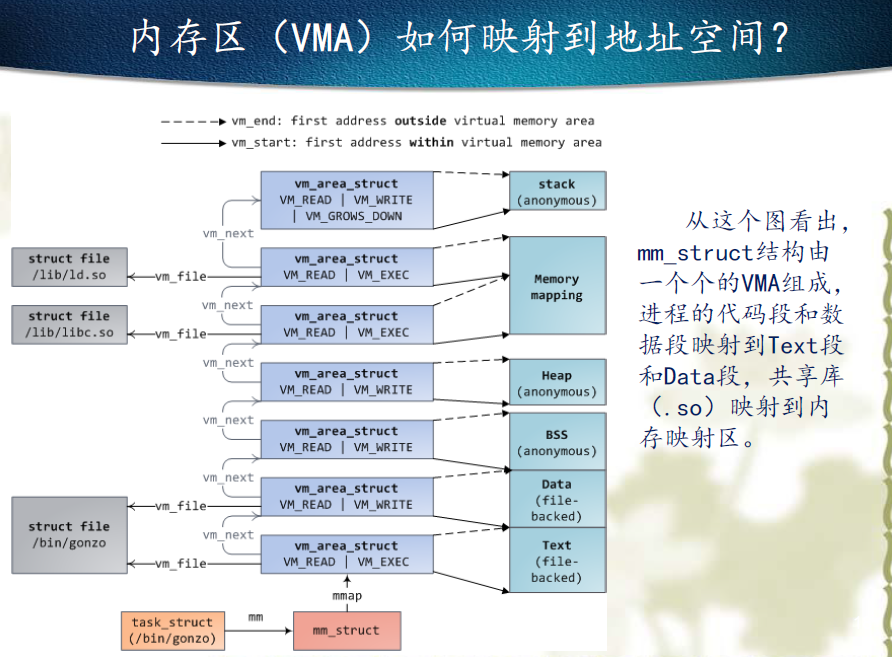 内存区（VMA）如何映射到地址空间？
vm_end: first address outside virtual memory area
vm_start: first address within virtual memory area
vm_area_struct
VM_READ | VM_WRITE
| VM_GROWS_DOWN
stack
(anonymous)
vm_next
struct file
/lib/ld.so
vm_file
vm_area_struct
VM_READ | VM_EXEC
Memory
mapping
vm_next
struct file
/lib/libc.so
vm_file
vm_area_struct
VM_READ | VM_EXEC
vm_next
vm_area_struct
VM_READ | VM_WRITE
Heap
(anonymous)
vm_next
vm_area_struct
VM_READ | VM_WRITE
BSS
(anonymous)
vm_next
vm_area_struct
VM_READ | VM_WRITE
Data
(file-
backed)
vm_file
struct file
/bin/gonzo
vm_next
vm_area_struct
VM_READ | VM_EXEC
Text
(file-
backed)
vm_file
mmap
task_struct
(/bin/gonzo)
mm
mm_struct
从这个图看出，
mm_struct结构由
一个个的VMA组成，
进程的代码段和数
据段映射到Text段
和Data段，共享库
（.so）映射到内
存映射区。